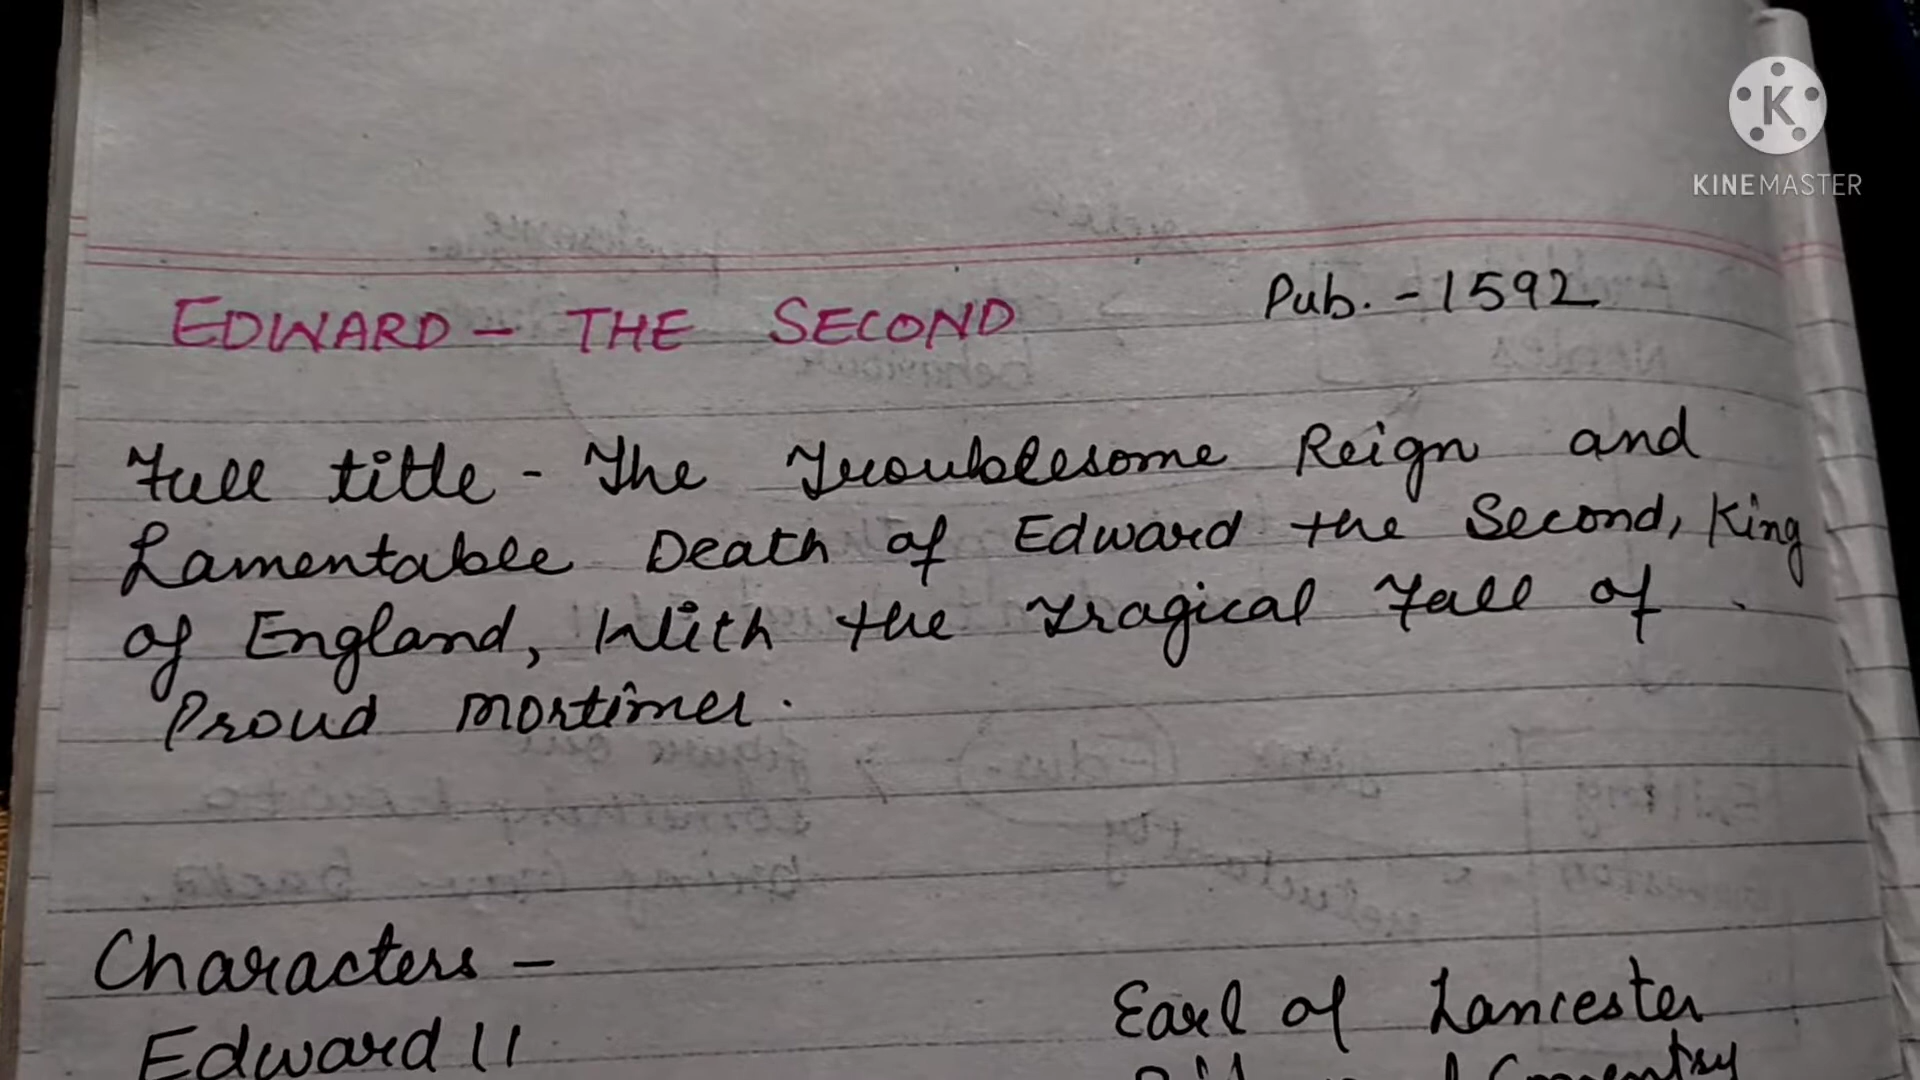 KINEMASTER
EDWARD - THE SECOND Pub. - 1592
Full title - The Troublesome Reign and
Lamentable Death of Edward the Second, King
of England, With the Tragical Fall of
Proud Mortimer.
Characters -
Edward II Earl of Lancester
Coventry